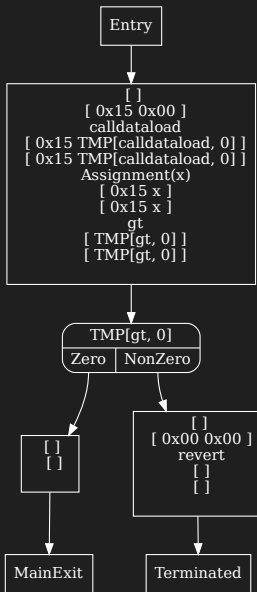 Entry
[ ]
[ 0x15 0x00 ]
calldataload
[ 0x15 TMP[calldataload, 0] ]
[ 0x15 TMP[calldataload, 0] ]
Assignment(x)
[ 0x15 x ]
[ 0x15 x ]
gt
[ TMP[gt, 0] ]
[ TMP[gt, 0] ]
TMP[gt, 0]
Zero NonZero
[ ]
[ ]
[ ]
[ 0x00 0x00 ]
revert
[ ]
[ ]
MainExit
Terminated